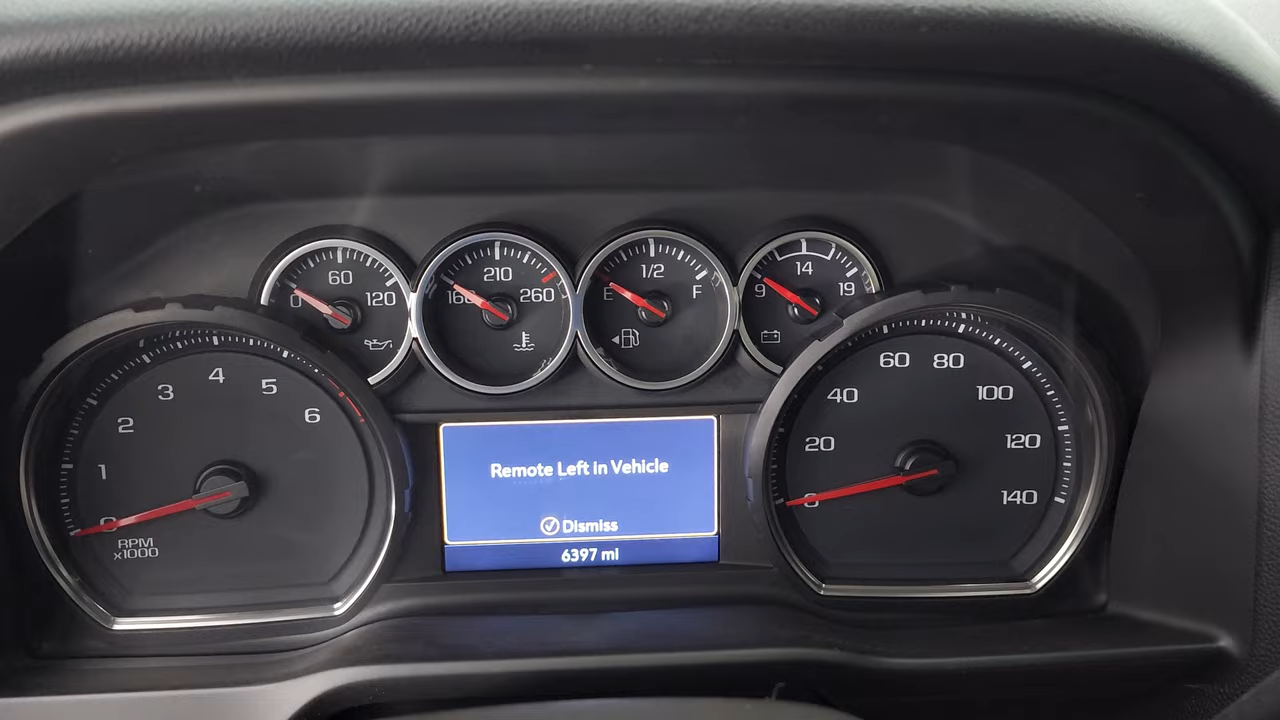 0 60 120
160 210 260
E 1/2 F
9 14 19
0 1 2 3 4 5 6
RPM
x1000
Remote Left in Vehicle
Dismiss
6397 mi
0 20 40 60 80 100 120 140